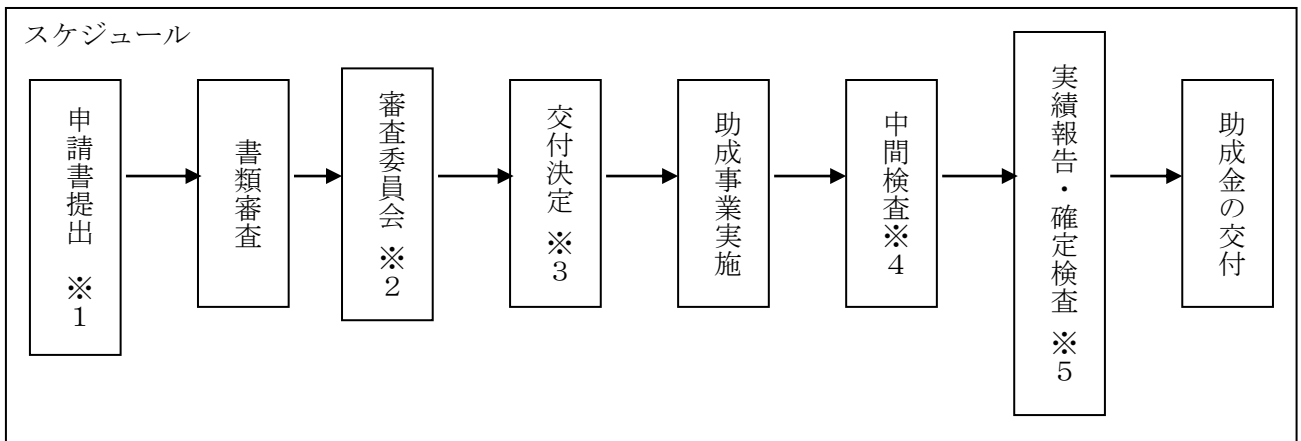 スケジュール
申請書提出 ※1
書類審査
審査委員会 ※2
交付決定 ※3
助成事業実施
中間検査※4
実績報告・確定検査 ※5
助成金の交付